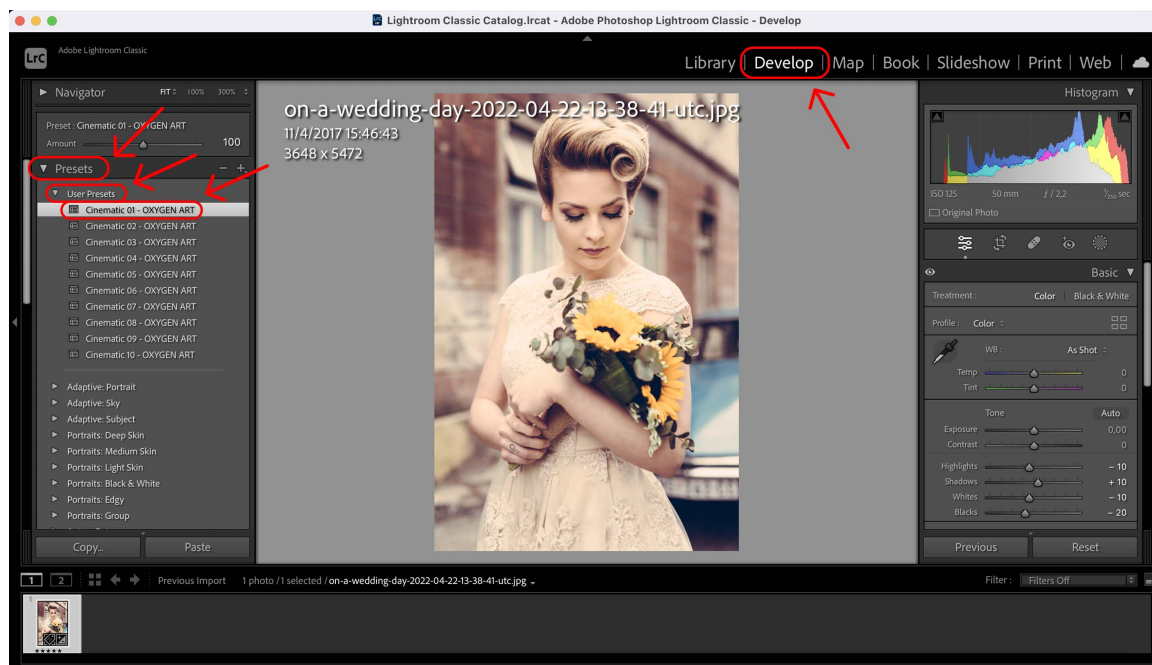 Lightroom Classic Catalog.lrcat - Adobe Photoshop Lightroom Classic - Develop
LrC
Adobe Lightroom Classic
Library | Develop | Map | Book | Slideshow | Print | Web |
Navigator FIT 100% 300%
Preset : Cinematic 01 - OXYGEN ART
Amount 100
Presets
User Presets
Cinematic 01 - OXYGEN ART
Cinematic 02 - OXYGEN ART
Cinematic 03 - OXYGEN ART
Cinematic 04 - OXYGEN ART
Cinematic 05 - OXYGEN ART
Cinematic 06 - OXYGEN ART
Cinematic 07 - OXYGEN ART
Cinematic 08 - OXYGEN ART
Cinematic 09 - OXYGEN ART
Cinematic 10 - OXYGEN ART
Adaptive: Portrait
Adaptive: Sky
Adaptive: Subject
Portraits: Deep Skin
Portraits: Medium Skin
Portraits: Light Skin
Portraits: Black & White
Portraits: Edgy
Portraits: Group
Copy...
Paste
on-a-wedding-day-2022-04-22-13-38-41-utc.jpg
11/4/2017 15:46:43
3648 x 5472
Histogram
ISO 125 50 mm ƒ / 2,2 1/250 sec
Original Photo
Basic
Treatment : Color | Black & White
Profile : Color
WB : As Shot
Temp 0
Tint 0
Tone Auto
Exposure 0,00
Contrast 0
Highlights – 10
Shadows + 10
Whites – 10
Blacks – 20
Previous
Reset
1 2 Previous Import 1 photo / 1 selected / on-a-wedding-day-2022-04-22-13-38-41-utc.jpg
Filter : Filters Off
1